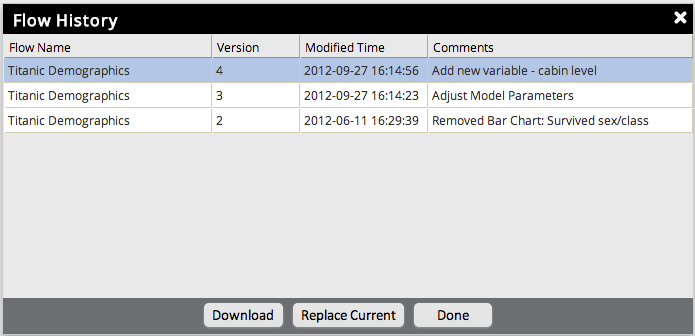 Flow History
Flow Name Version Modified Time Comments
Titanic Demographics 4 2012-09-27 16:14:56 Add new variable - cabin level
Titanic Demographics 3 2012-09-27 16:14:23 Adjust Model Parameters
Titanic Demographics 2 2012-06-11 16:29:39 Removed Bar Chart: Survived sex/class
Download Replace Current Done